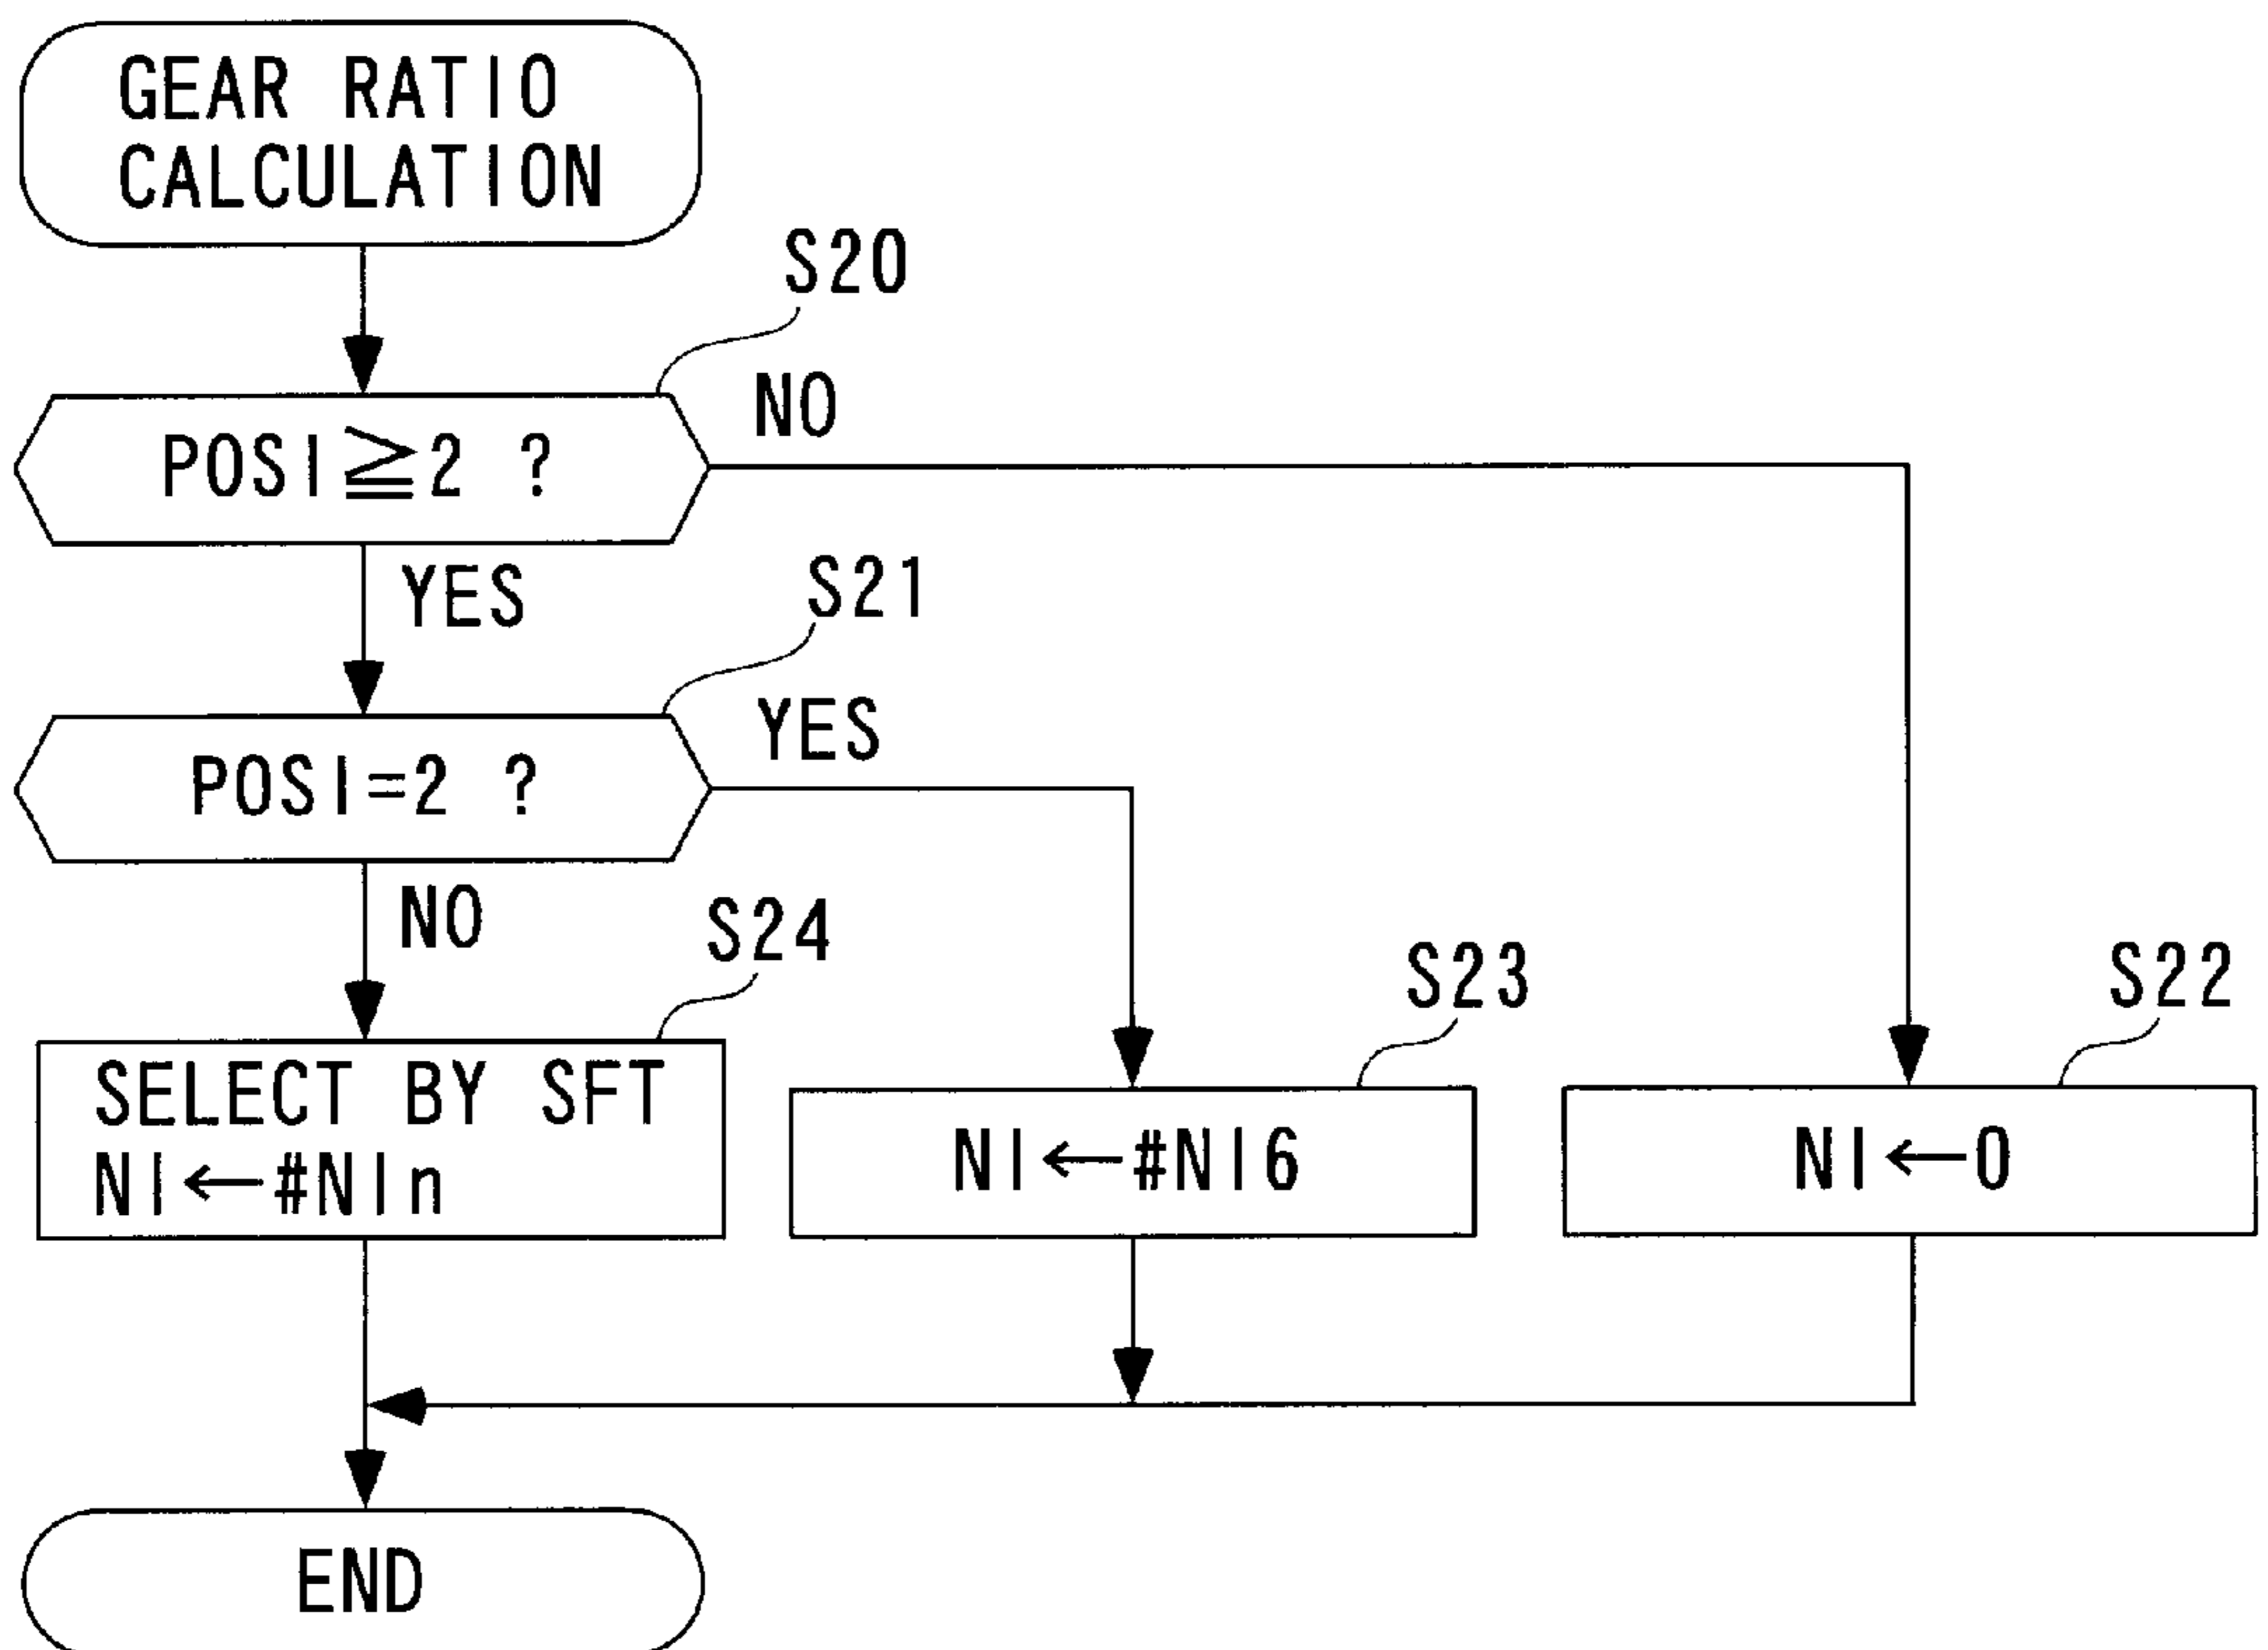 GEAR RATIO
CALCULATION
S20
POSI≧2 ?
NO
YES
S21
POSI=2 ?
YES
NO
S24
SELECT BY SFT
NI←#NIn
S23
NI←#NI6
S22
NI←0
END